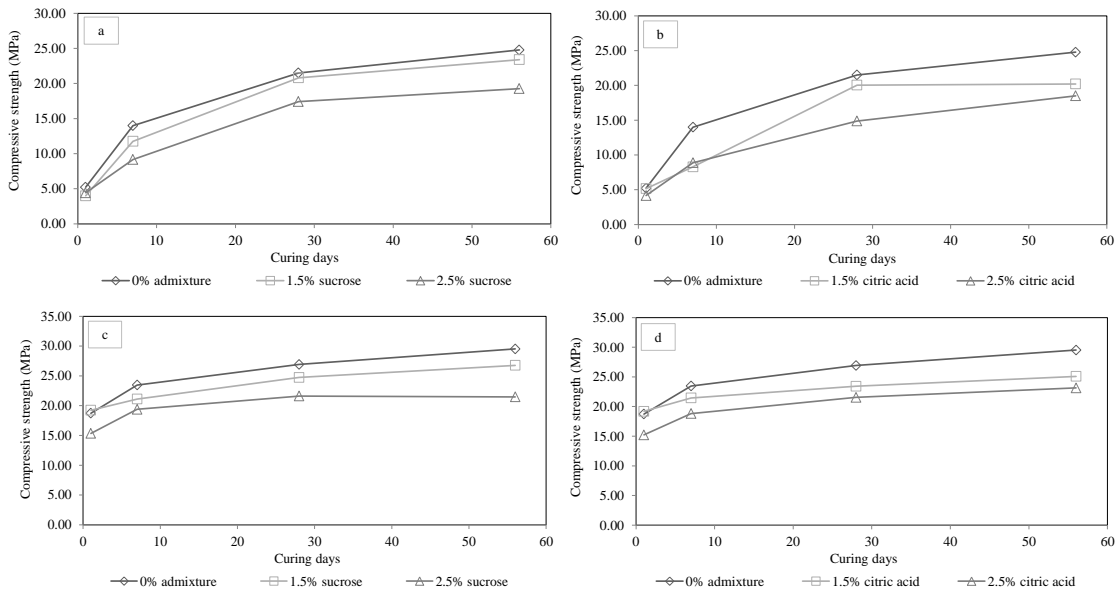 a
Compressive strength (MPa)
30.00
25.00
20.00
15.00
10.00
5.00
0.00
0 10 20 30 40 50 60
Curing days
0% admixture 1.5% sucrose 2.5% sucrose
b
Compressive strength (MPa)
30.00
25.00
20.00
15.00
10.00
5.00
0.00
0 10 20 30 40 50 60
Curing days
0% admixture 1.5% citric acid 2.5% citric acid
c
Compressive strength (MPa)
35.00
30.00
25.00
20.00
15.00
10.00
5.00
0.00
0 10 20 30 40 50 60
Curing days
0% admixture 1.5% sucrose 2.5% sucrose
d
Compressive strength (MPa)
35.00
30.00
25.00
20.00
15.00
10.00
5.00
0.00
0 10 20 30 40 50 60
Curing days
0% admixture 1.5% citric acid 2.5% citric acid